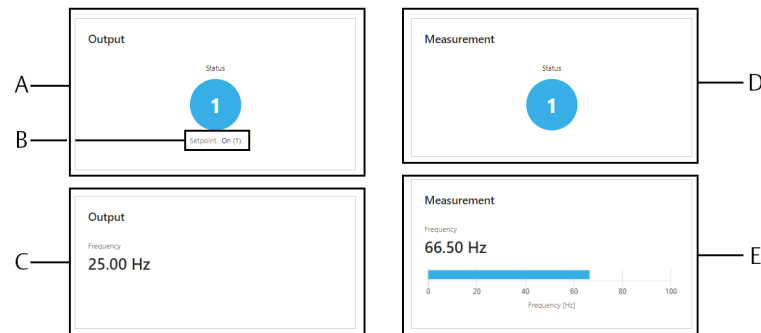 Output
Status
1
Setpoint On (1)
A
B
Measurement
Status
1
D
Output
Frequency
25.00 Hz
C
Measurement
Frequency
66.50 Hz
0 20 40 60 80 100
Frequency [Hz]
E